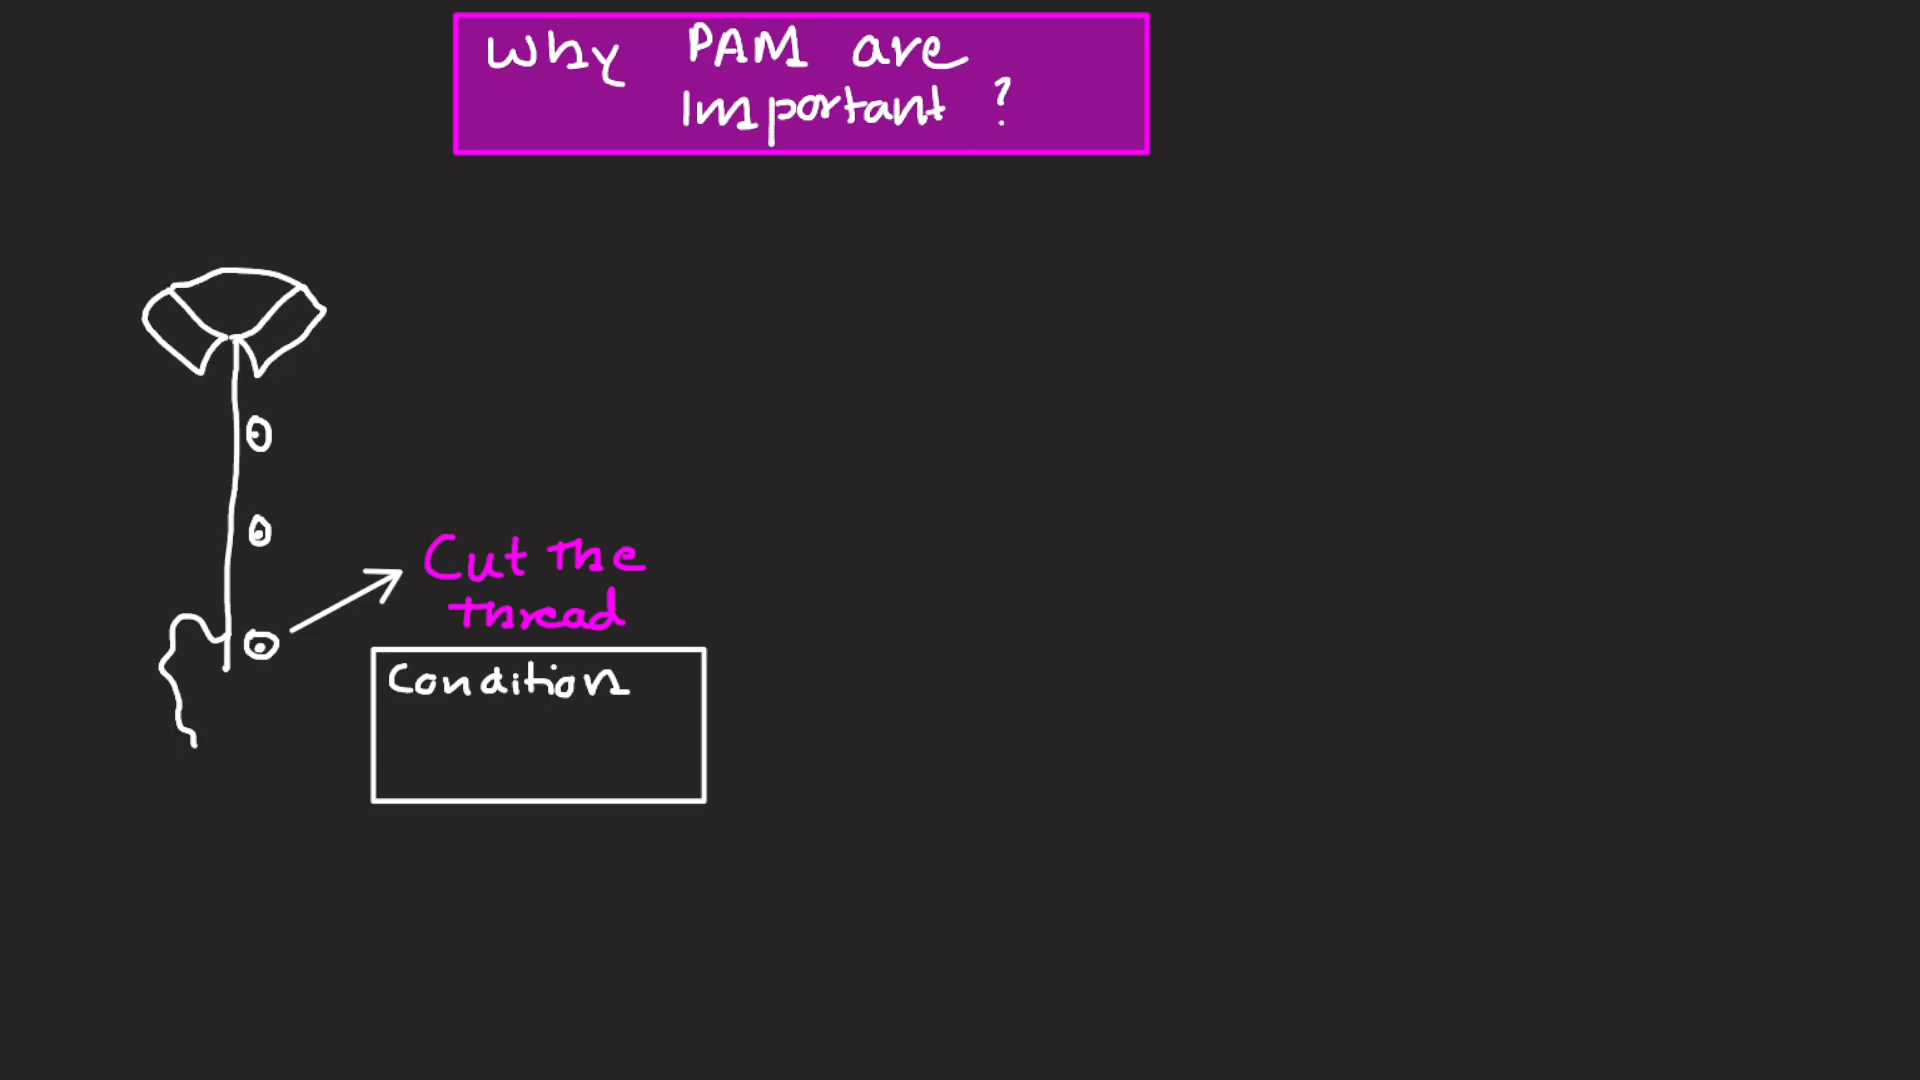 Why PAM are
Important ?
Cut The
thread
Condition